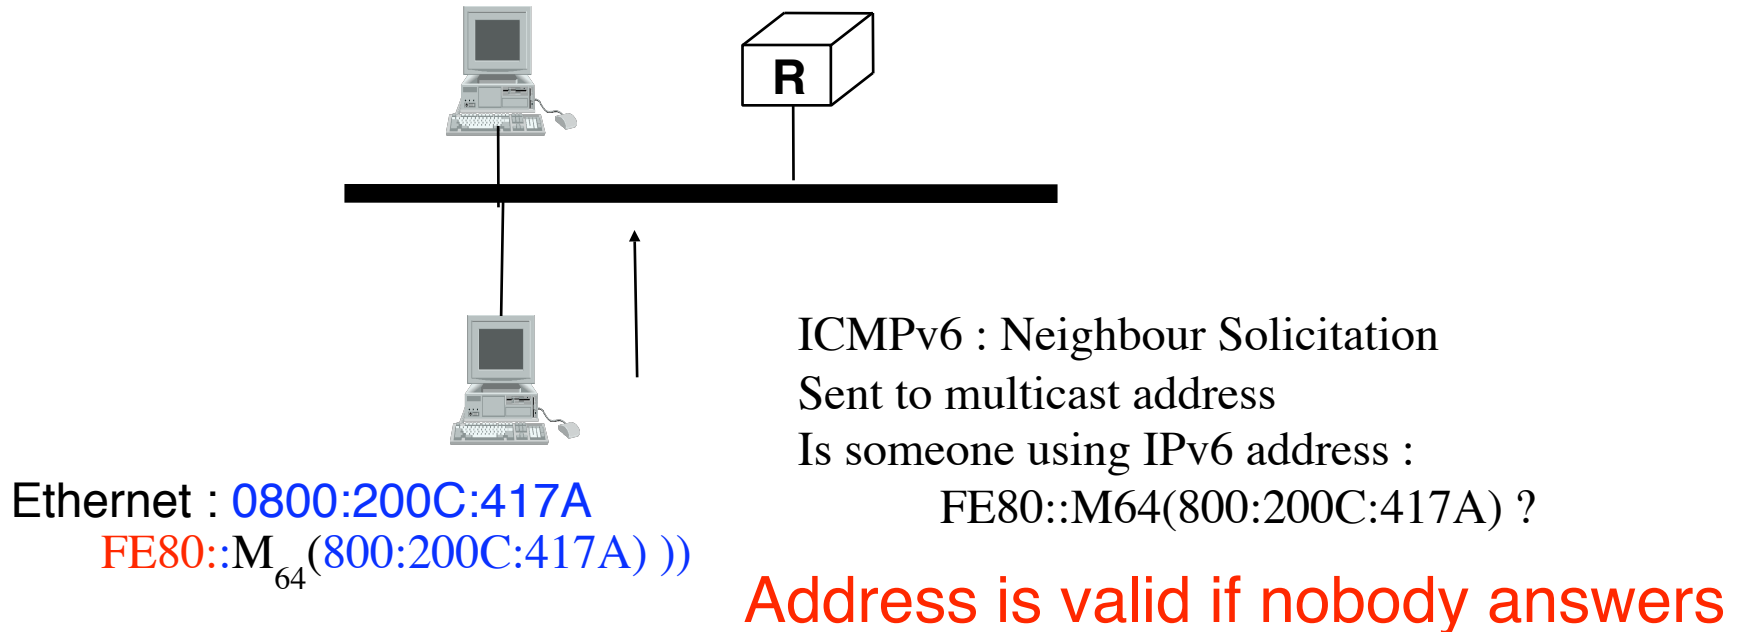 R
ICMPv6 : Neighbour Solicitation
Sent to multicast address
Is someone using IPv6 address :
FE80::M64(800:200C:417A) ?
Ethernet : 0800:200C:417A
FE80::M64(800:200C:417A) ))
Address is valid if nobody answers